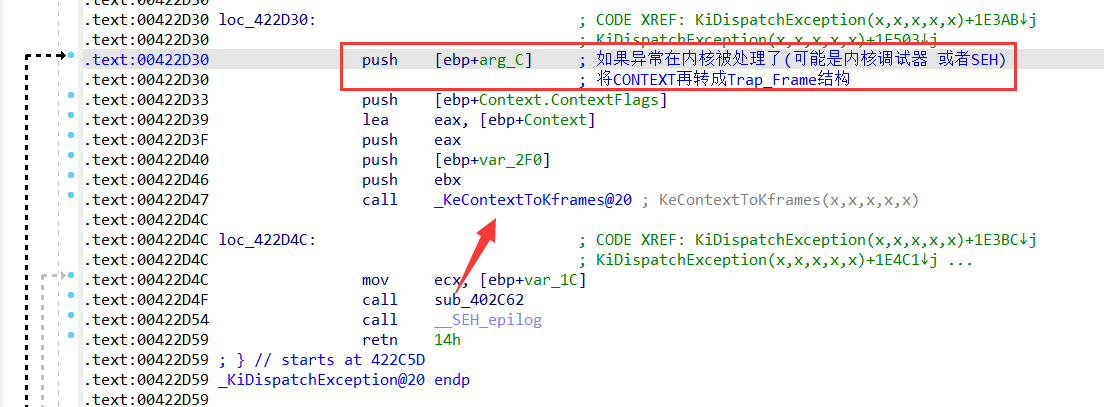 .text:00422D30
.text:00422D30 loc_422D30: ; CODE XREF: KiDispatchException(x,x,x,x,x)+1E3AB↓j
.text:00422D30 ; KiDispatchException(x,x,x,x,x)+1E503↓j
.text:00422D30 push [ebp+arg_C] ; 如果异常在内核被处理了(可能是内核调试器 或者SEH)
.text:00422D30 ; 将CONTEXT再转成Trap_Frame结构
.text:00422D33 push [ebp+Context.ContextFlags]
.text:00422D39 lea eax, [ebp+Context]
.text:00422D3F push eax
.text:00422D40 push [ebp+var_2F0]
.text:00422D46 push ebx
.text:00422D47 call _KeContextToKframes@20 ; KeContextToKframes(x,x,x,x,x)
.text:00422D4C
.text:00422D4C loc_422D4C: ; CODE XREF: KiDispatchException(x,x,x,x,x)+1E3BC↓j
.text:00422D4C ; KiDispatchException(x,x,x,x,x)+1E4C1↓j ...
.text:00422D4C mov ecx, [ebp+var_1C]
.text:00422D4F call sub_402C62
.text:00422D54 call __SEH_epilog
.text:00422D59 retn 14h
.text:00422D59 ; } // starts at 422C5D
.text:00422D59 _KiDispatchException@20 endp
.text:00422D59